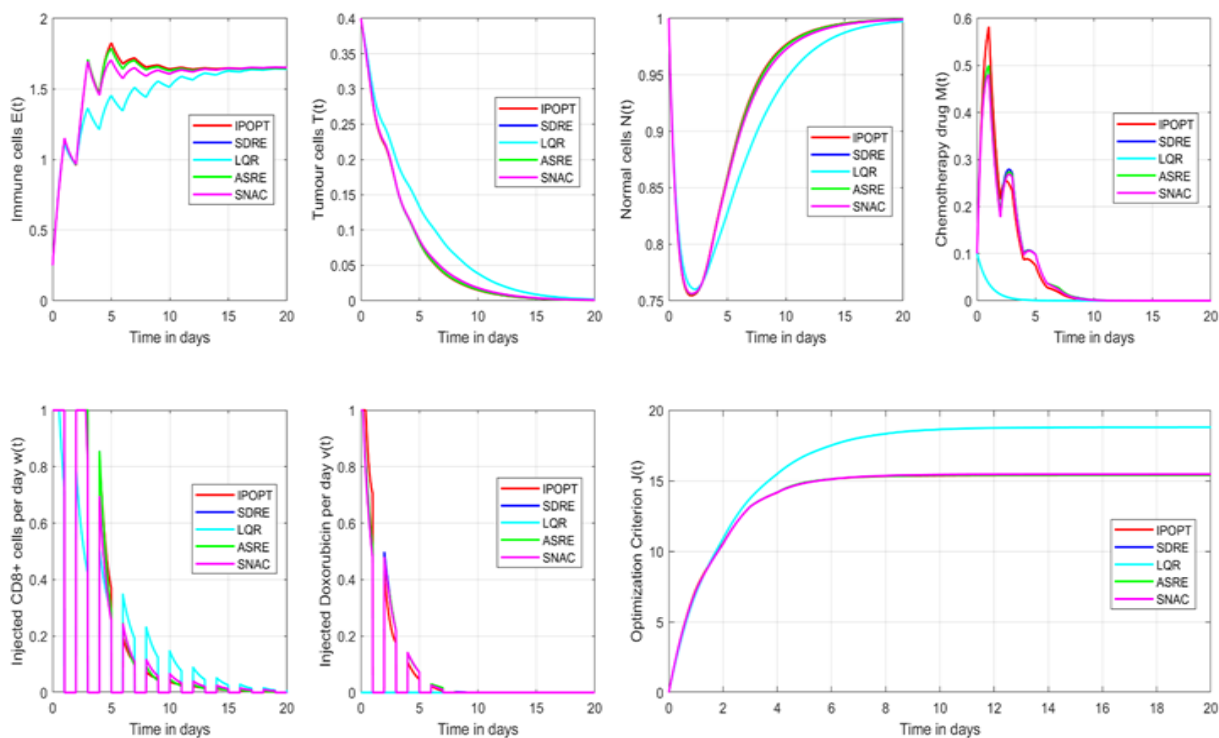 Immune cells E(t)
2
1.5
1
0.5
0
0 5 10 15 20
Time in days
IPOPT
SDRE
LQR
ASRE
SNAC
Tumour cells T(t)
0.4
0.35
0.3
0.25
0.2
0.15
0.1
0.05
0
0 5 10 15 20
Time in days
IPOPT
SDRE
LQR
ASRE
SNAC
Normal cells N(t)
1
0.95
0.9
0.85
0.8
0.75
0 5 10 15 20
Time in days
IPOPT
SDRE
LQR
ASRE
SNAC
Chemotherapy drug M(t)
0.6
0.5
0.4
0.3
0.2
0.1
0
0 5 10 15 20
Time in days
IPOPT
SDRE
LQR
ASRE
SNAC
Injected CD8+ cells per day w(t)
1
0.8
0.6
0.4
0.2
0
0 5 10 15 20
Time in days
IPOPT
SDRE
LQR
ASRE
SNAC
Injected Doxorubicin per day v(t)
1
0.8
0.6
0.4
0.2
0
0 5 10 15 20
Time in days
IPOPT
SDRE
LQR
ASRE
SNAC
Optimization Criterion J(t)
20
15
10
5
0
0 2 4 6 8 10 12 14 16 18 20
Time in days
IPOPT
SDRE
LQR
ASRE
SNAC